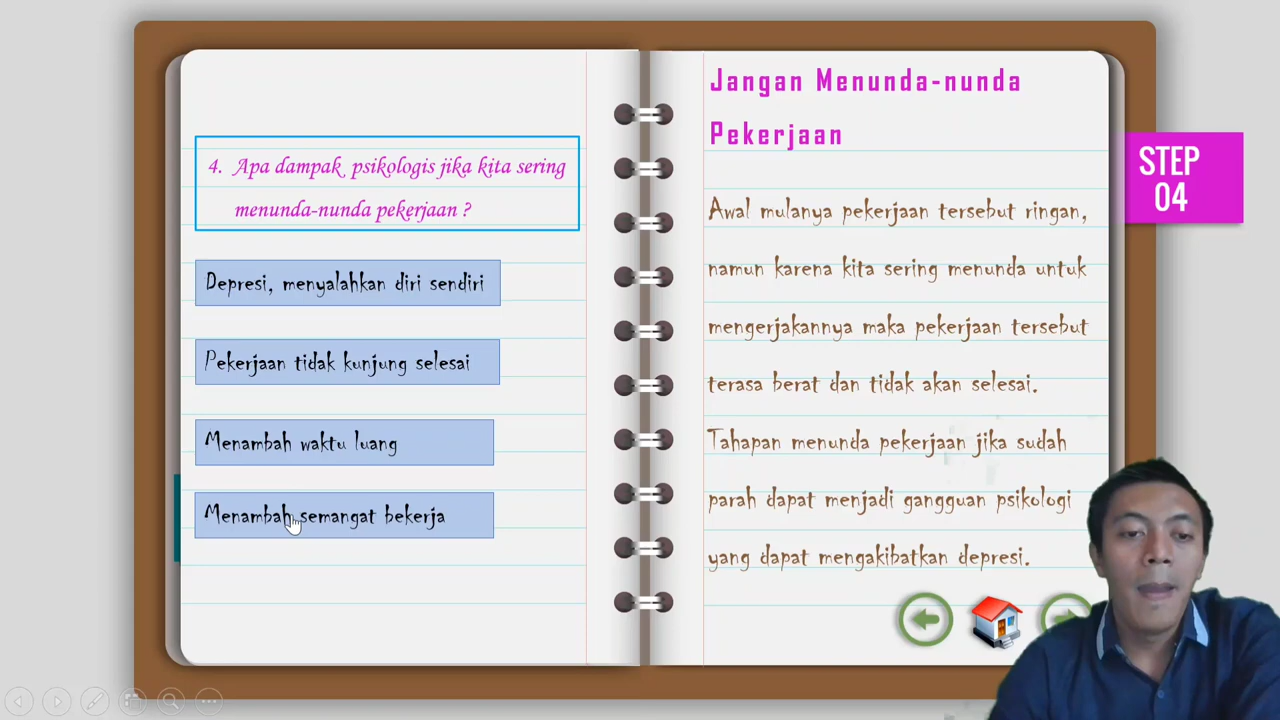 4. Apa dampak psikologis jika kita sering
menunda-nunda pekerjaan ?
Depresi, menyalahkan diri sendiri
Pekerjaan tidak kunjung selesai
Menambah waktu luang
Menambah semangat bekerja
Jangan Menunda-nunda
Pekerjaan
Awal mulanya pekerjaan tersebut ringan,
namun karena kita sering menunda untuk
mengerjakannya maka pekerjaan tersebut
terasa berat dan tidak akan selesai.
Tahapan menunda pekerjaan jika sudah
parah dapat menjadi gangguan psikologi
yang dapat mengakibatkan depresi.
STEP
04